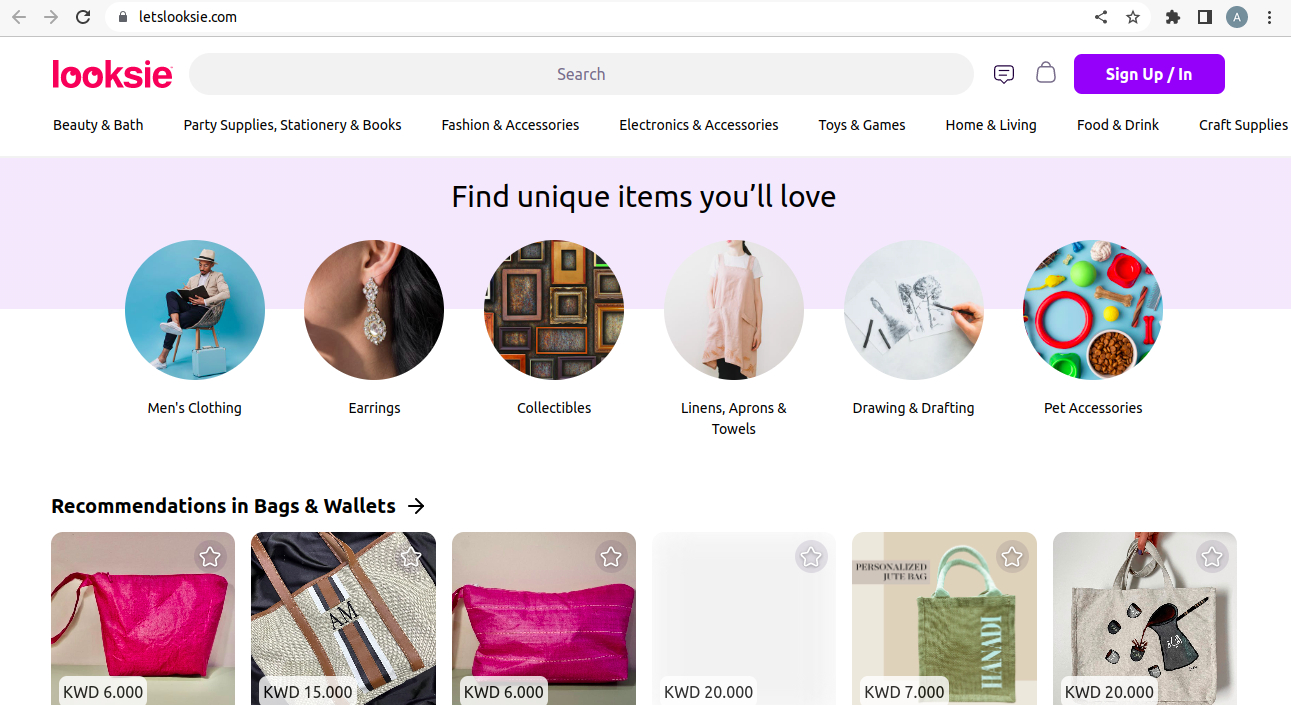 letslooksie.com
A
looksie
Search
Sign Up / In
Beauty & Bath
Party Supplies, Stationery & Books
Fashion & Accessories
Electronics & Accessories
Toys & Games
Home & Living
Food & Drink
Craft Supplies
Find unique items you’ll love
Men's Clothing
Earrings
Collectibles
Linens, Aprons &
Towels
Drawing & Drafting
Pet Accessories
Recommendations in Bags & Wallets
AM
PERSONALIZED
JUTE BAG
HANADI
KWD 6.000
KWD 15.000
KWD 6.000
KWD 20.000
KWD 7.000
KWD 20.000